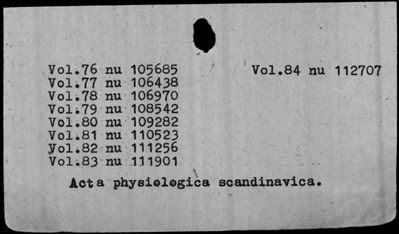 Vol.76 nu 105685
Vol.77 nu 106438
Vol.78 nu 106970
Vol.79 nu 108542
Vol.80 nu 109282
Vol.81 nu 110523
Vol.82 nu 111256
Vol.83 nu 111901
Vol.84 nu 112707
Acta physiologica scandinavica.